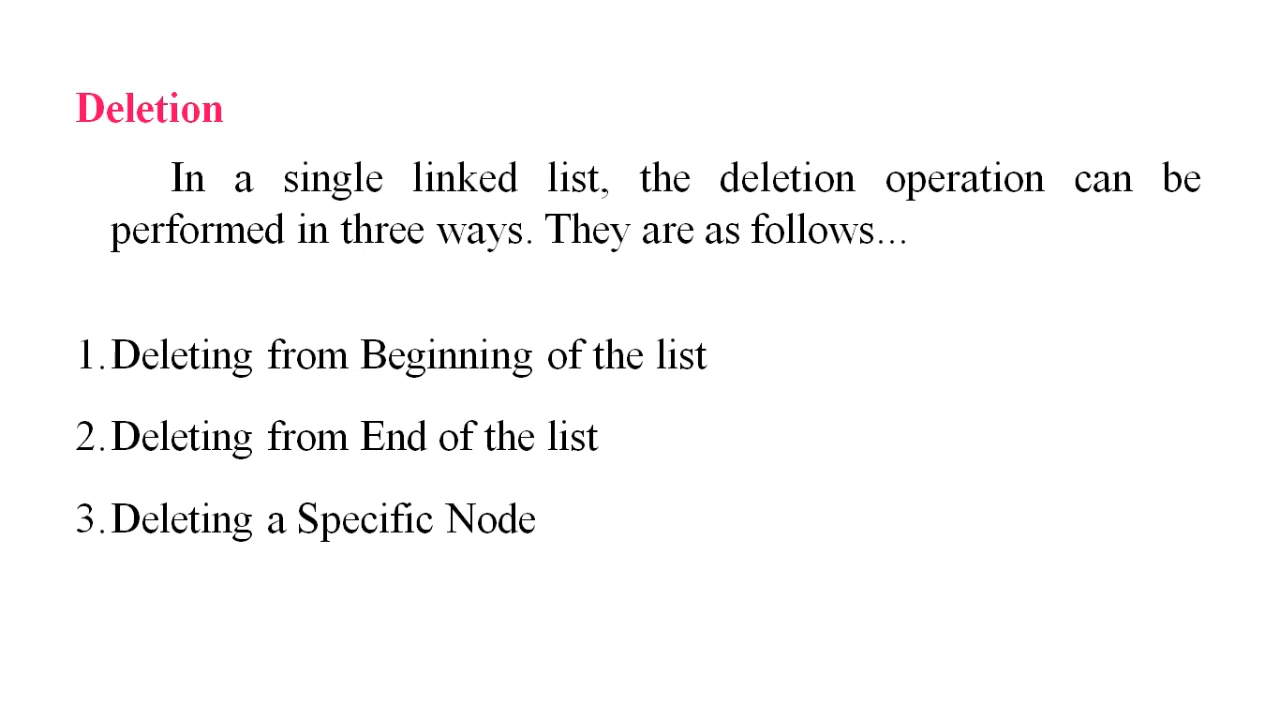 Deletion
In a single linked list, the deletion operation can be
performed in three ways. They are as follows...
1. Deleting from Beginning of the list
2. Deleting from End of the list
3. Deleting a Specific Node